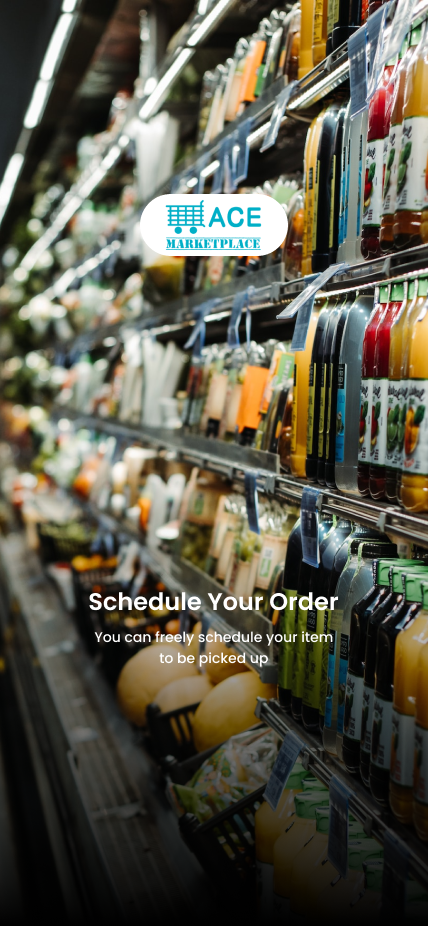 ACE
MARKETPLACE
Schedule Your Order
You can freely schedule your item
to be picked up